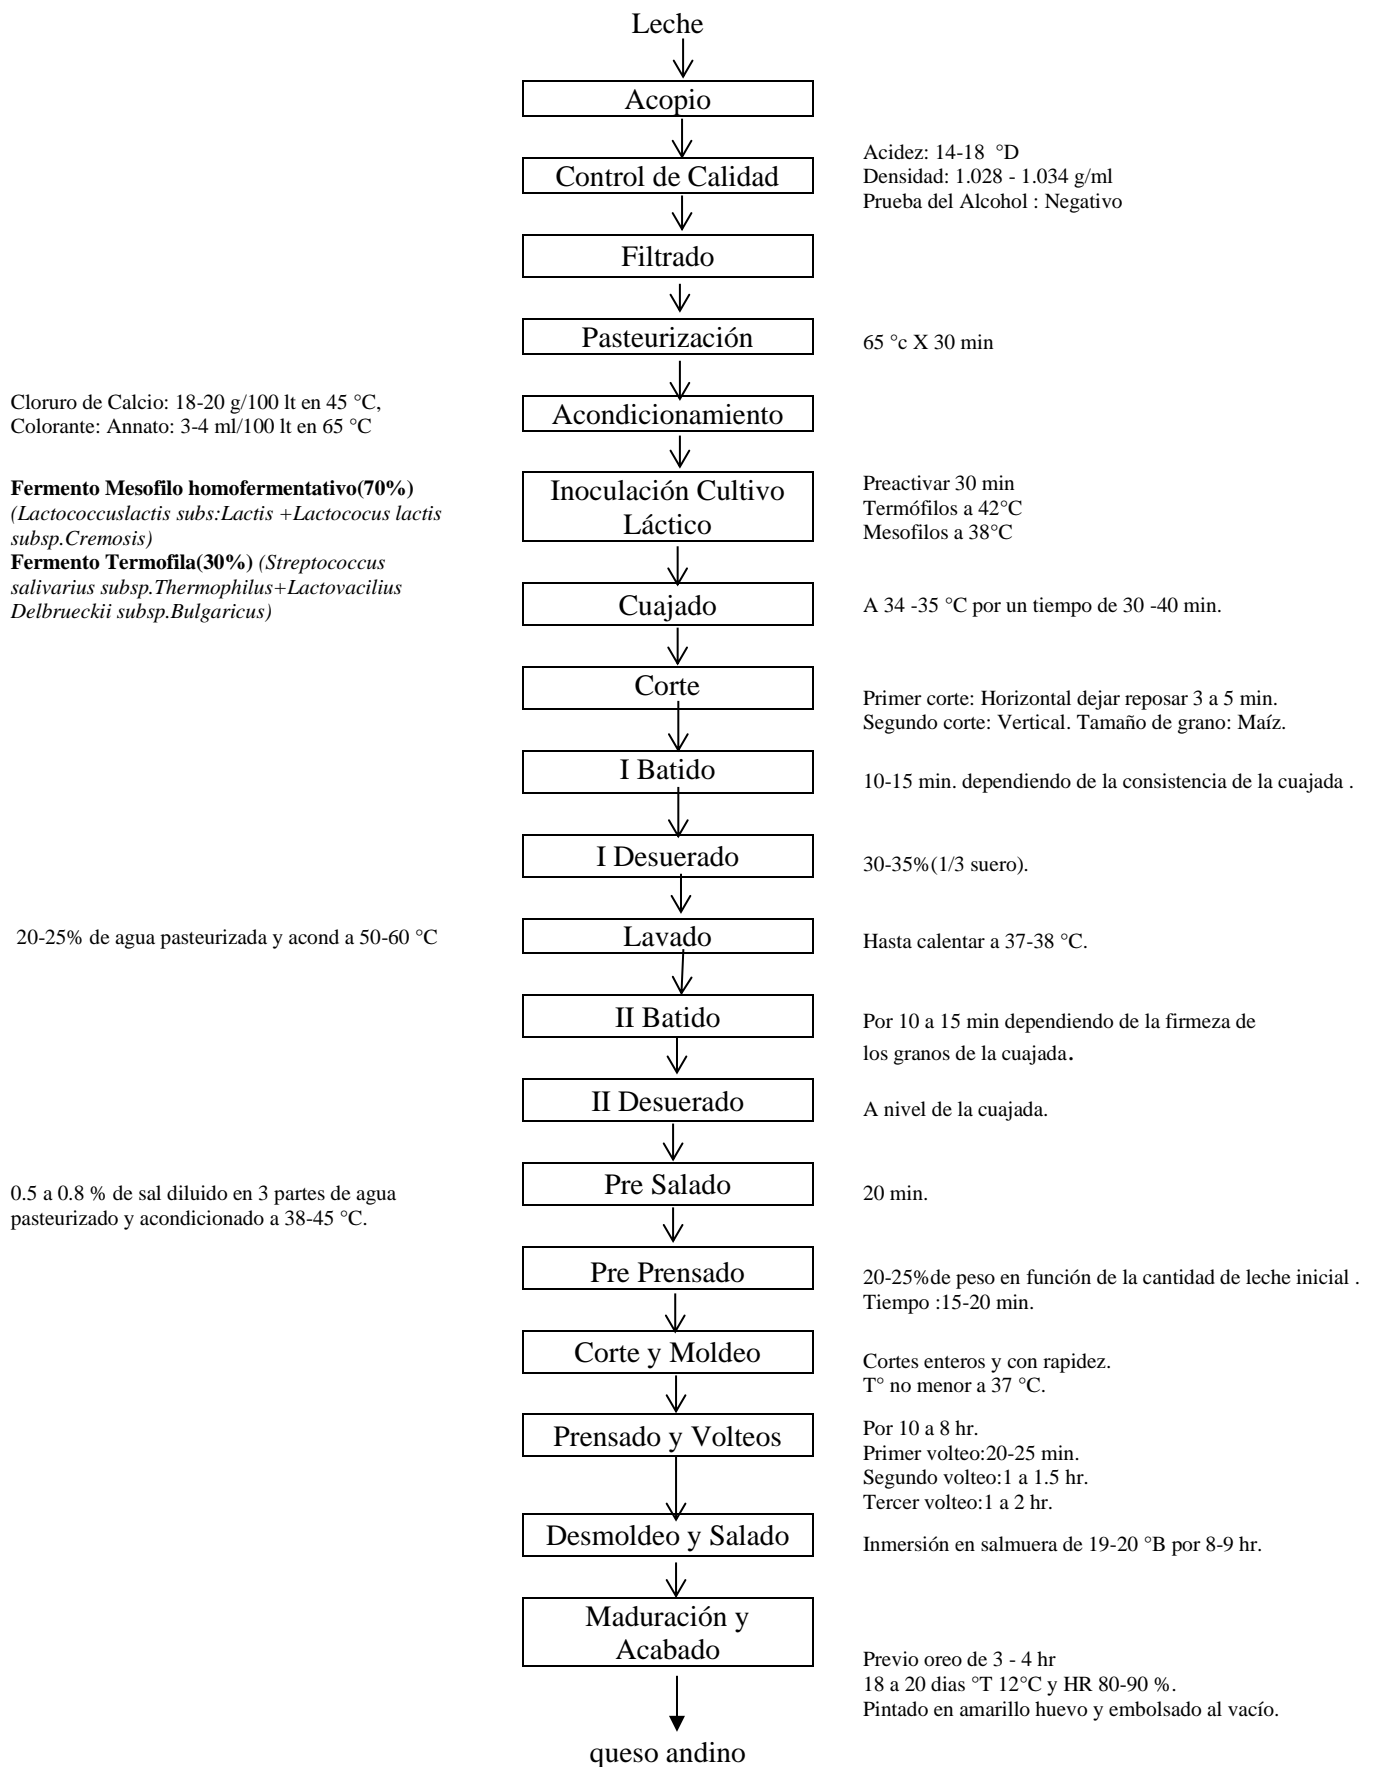 Leche
Acopio
Control de Calidad
Acidez: 14-18 °D
Densidad: 1.028 - 1.034 g/ml
Prueba del Alcohol : Negativo
Filtrado
Pasteurización
65 °c X 30 min
Cloruro de Calcio: 18-20 g/100 lt en 45 °C,
Colorante: Annato: 3-4 ml/100 lt en 65 °C
Acondicionamiento
Fermento Mesofilo homofermentativo(70%)
(Lactococcuslactis subs:Lactis +Lactococus lactis
subsp.Cremosis)
Fermento Termofila(30%) (Streptococcus
salivarius subsp.Thermophilus+Lactovacilius
Delbrueckii subsp.Bulgaricus)
Inoculación Cultivo
Láctico
Preactivar 30 min
Termófilos a 42°C
Mesofilos a 38°C
Cuajado
A 34 -35 °C por un tiempo de 30 -40 min.
Corte
Primer corte: Horizontal dejar reposar 3 a 5 min.
Segundo corte: Vertical. Tamaño de grano: Maíz.
I Batido
10-15 min. dependiendo de la consistencia de la cuajada .
I Desuerado
30-35%(1/3 suero).
20-25% de agua pasteurizada y acond a 50-60 °C
Lavado
Hasta calentar a 37-38 °C.
II Batido
Por 10 a 15 min dependiendo de la firmeza de
los granos de la cuajada.
II Desuerado
A nivel de la cuajada.
0.5 a 0.8 % de sal diluido en 3 partes de agua
pasteurizado y acondicionado a 38-45 °C.
Pre Salado
20 min.
Pre Prensado
20-25%de peso en función de la cantidad de leche inicial .
Tiempo :15-20 min.
Corte y Moldeo
Cortes enteros y con rapidez.
T° no menor a 37 °C.
Prensado y Volteos
Por 10 a 8 hr.
Primer volteo:20-25 min.
Segundo volteo:1 a 1.5 hr.
Tercer volteo:1 a 2 hr.
Desmoldeo y Salado
Inmersión en salmuera de 19-20 °B por 8-9 hr.
Maduración y
Acabado
Previo oreo de 3 - 4 hr
18 a 20 dias °T 12°C y HR 80-90 %.
Pintado en amarillo huevo y embolsado al vacío.
queso andino